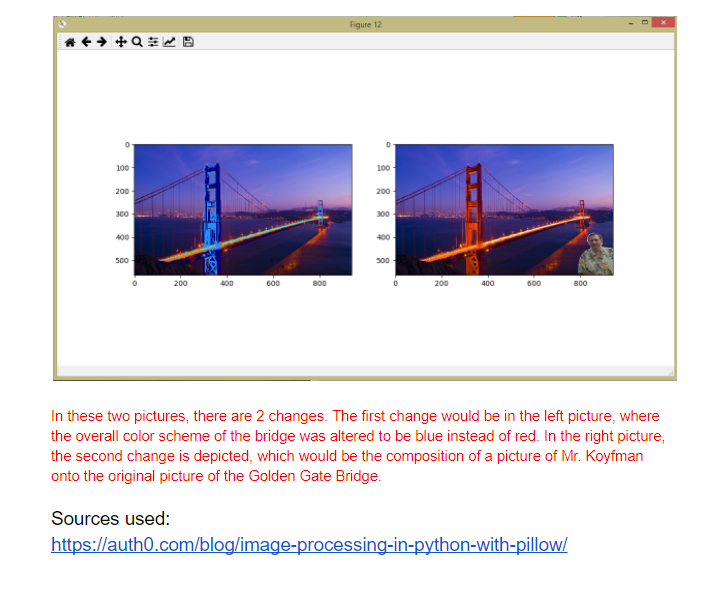 Figure 12
0
100
200
300
400
500
0 200 400 600 800
0
100
200
300
400
500
0 200 400 600 800
In these two pictures, there are 2 changes. The first change would be in the left picture, where
the overall color scheme of the bridge was altered to be blue instead of red. In the right picture,
the second change is depicted, which would be the composition of a picture of Mr. Koyfman
onto the original picture of the Golden Gate Bridge.
Sources used:
https://auth0.com/blog/image-processing-in-python-with-pillow/